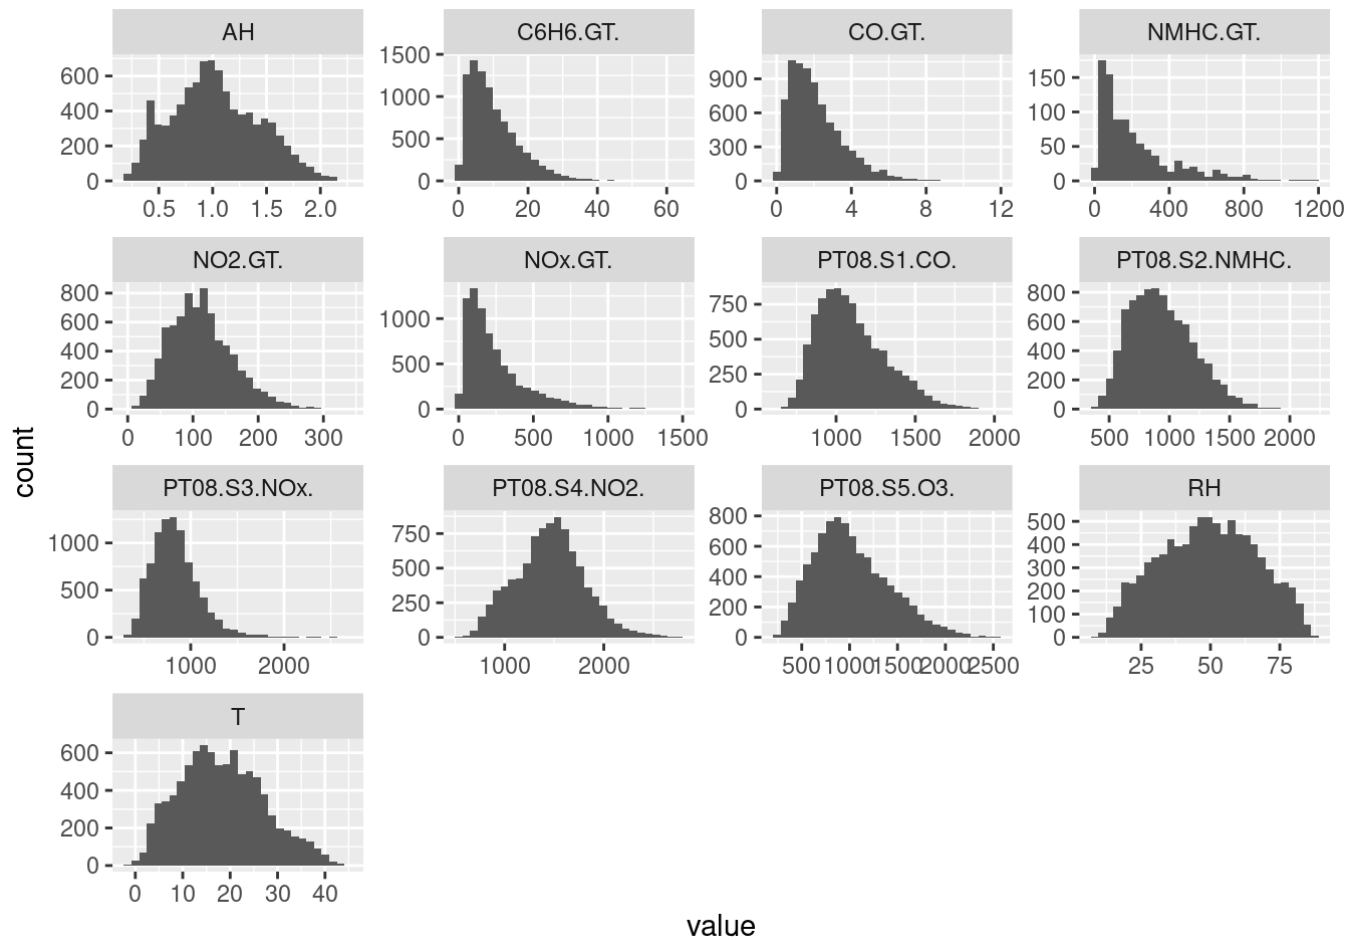 AH C6H6.GT. CO.GT. NMHC.GT.
600 400 200 0
1500 1000 500 0
900 600 300 0
150 100 50 0
0.5 1.0 1.5 2.0 0 20 40 60 0 4 8 12 0 400 800 1200
NO2.GT. NOx.GT. PT08.S1.CO. PT08.S2.NMHC.
800 600 400 200 0
1000 500 0
750 500 250 0
800 600 400 200 0
0 100 200 300 0 500 1000 1500 1000 1500 2000 500 1000 1500 2000
PT08.S3.NOx. PT08.S4.NO2. PT08.S5.O3. RH
1000 500 0
750 500 250 0
800 600 400 200 0
500 400 300 200 100 0
1000 2000 1000 2000 500 1000 1500 2000 2500 25 50 75
T
600 400 200 0
0 10 20 30 40
count
value